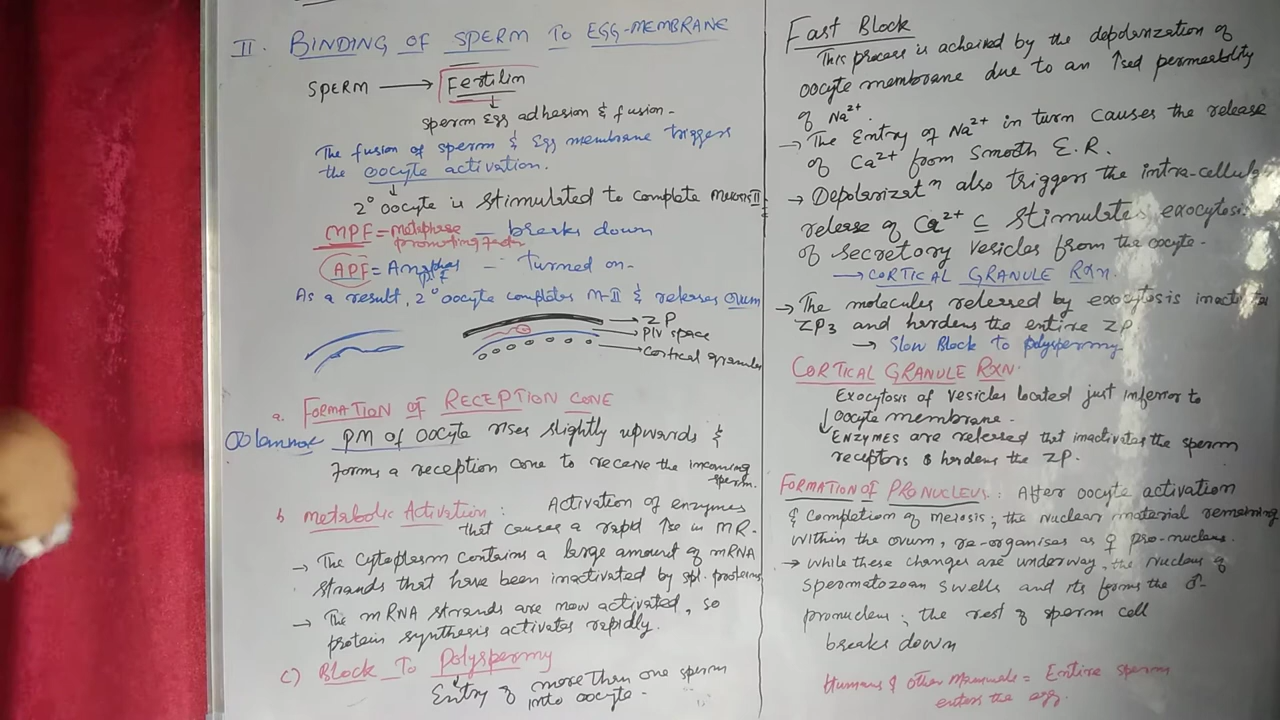 II. BINDING OF SPERM TO EGG-MEMBRANE
SPERM → Fertilin
sperm Egg adhesion & fusion.
The fusion of sperm & Egg membrane triggers
the oocyte activation.
2° oocyte is stimulated to complete meiosis II
MPF = metaphase promoting factor – breaks down
APF = – turned on.
As a result, 2° oocyte completes M-II & releases ovum
→ ZP
→ PIV space
→ cortical granules
a. FORMATION OF RECEPTION CONE
PM of oocyte rises slightly upwards &
forms a reception cone to receive the incoming
sperm.
b Metabolic Activation : Activation of enzymes
that causes a rapid ↑se in MR.
→ The cytoplasm contains a large amount of mRNA
strands that have been inactivated by spl. proteins
→ The mRNA strands are now activated, so
protein synthesis activates rapidly.
c) BLOCK TO Polyspermy
Entry of more than one sperm
into oocyte.
Fast Block
This process is acheived by the depolarization of
oocyte membrane due to an ↑sed permeability
of Na²⁺.
→ The Entry of Na²⁺ in turn causes the release
of Ca²⁺ from smooth E.R.
→ Depolarizatⁿ also triggers the intra-cellular
release of Ca²⁺ ⊆ stimulates exocytosis
of secretory vesicles from the oocyte.
→ CORTICAL GRANULE RXN.
→ The molecules released by exocytosis
ZP₃ and hardens the entire ZP
→ Slow Block to polyspermy
CORTICAL GRANULE RXN.
Exocytosis of vesicles located just inferior to
oocyte membrane.
↓ ENZYMES are released that inactivates the sperm
receptors & hardens the ZP.
FORMATION OF PRONUCLEUS : After oocyte activation
& completion of meiosis, the nuclear material remaining
within the ovum, re-organises as ♀ pro-nucleus.
→ while these changes are underway, the nucleus of
spermatozoan swells and its forms the ♂-
pronucleus; the rest of sperm cell
breaks down
Humans & other Mammals = Entire sperm
enters the egg.